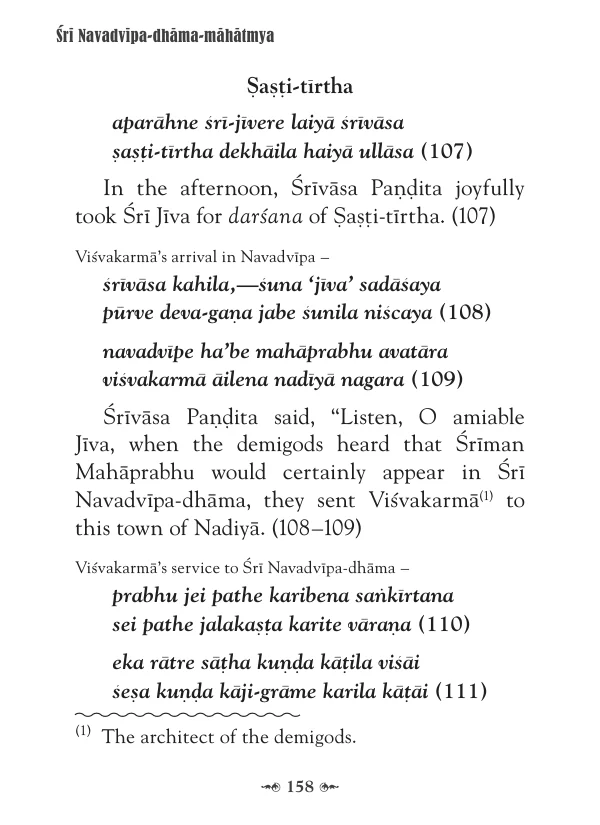 Śrī Navadvīpa-dhāma-māhātmya
Ṣaṣṭi-tīrtha
aparāhne śrī-jīvere laiyā śrīvāsa
ṣaṣṭi-tīrtha dekhāila haiyā ullāsa (107)
In the afternoon, Śrīvāsa Paṇḍita joyfully
took Śrī Jīva for darśana of Ṣaṣṭi-tīrtha. (107)
Viśvakarmā’s arrival in Navadvīpa –
śrīvāsa kahila,—śuna ‘jīva’ sadāśaya
pūrve deva-gaṇa jabe śunila niścaya (108)
navadvīpe ha’be mahāprabhu avatāra
viśvakarmā āilena nadīyā nagara (109)
Śrīvāsa Paṇḍita said, “Listen, O amiable
Jīva, when the demigods heard that Śrīman
Mahāprabhu would certainly appear in Śrī
Navadvīpa-dhāma, they sent Viśvakarmā(1) to
this town of Nadiyā. (108–109)
Viśvakarmā’s service to Śrī Navadvīpa-dhāma –
prabhu jei pathe karibena saṅkīrtana
sei pathe jalakaṣṭa karite vāraṇa (110)
eka rātre sāṭha kuṇḍa kāṭila viśāi
śeṣa kuṇḍa kāji-grāme karila kāṭāi (111)
(1) The architect of the demigods.
158